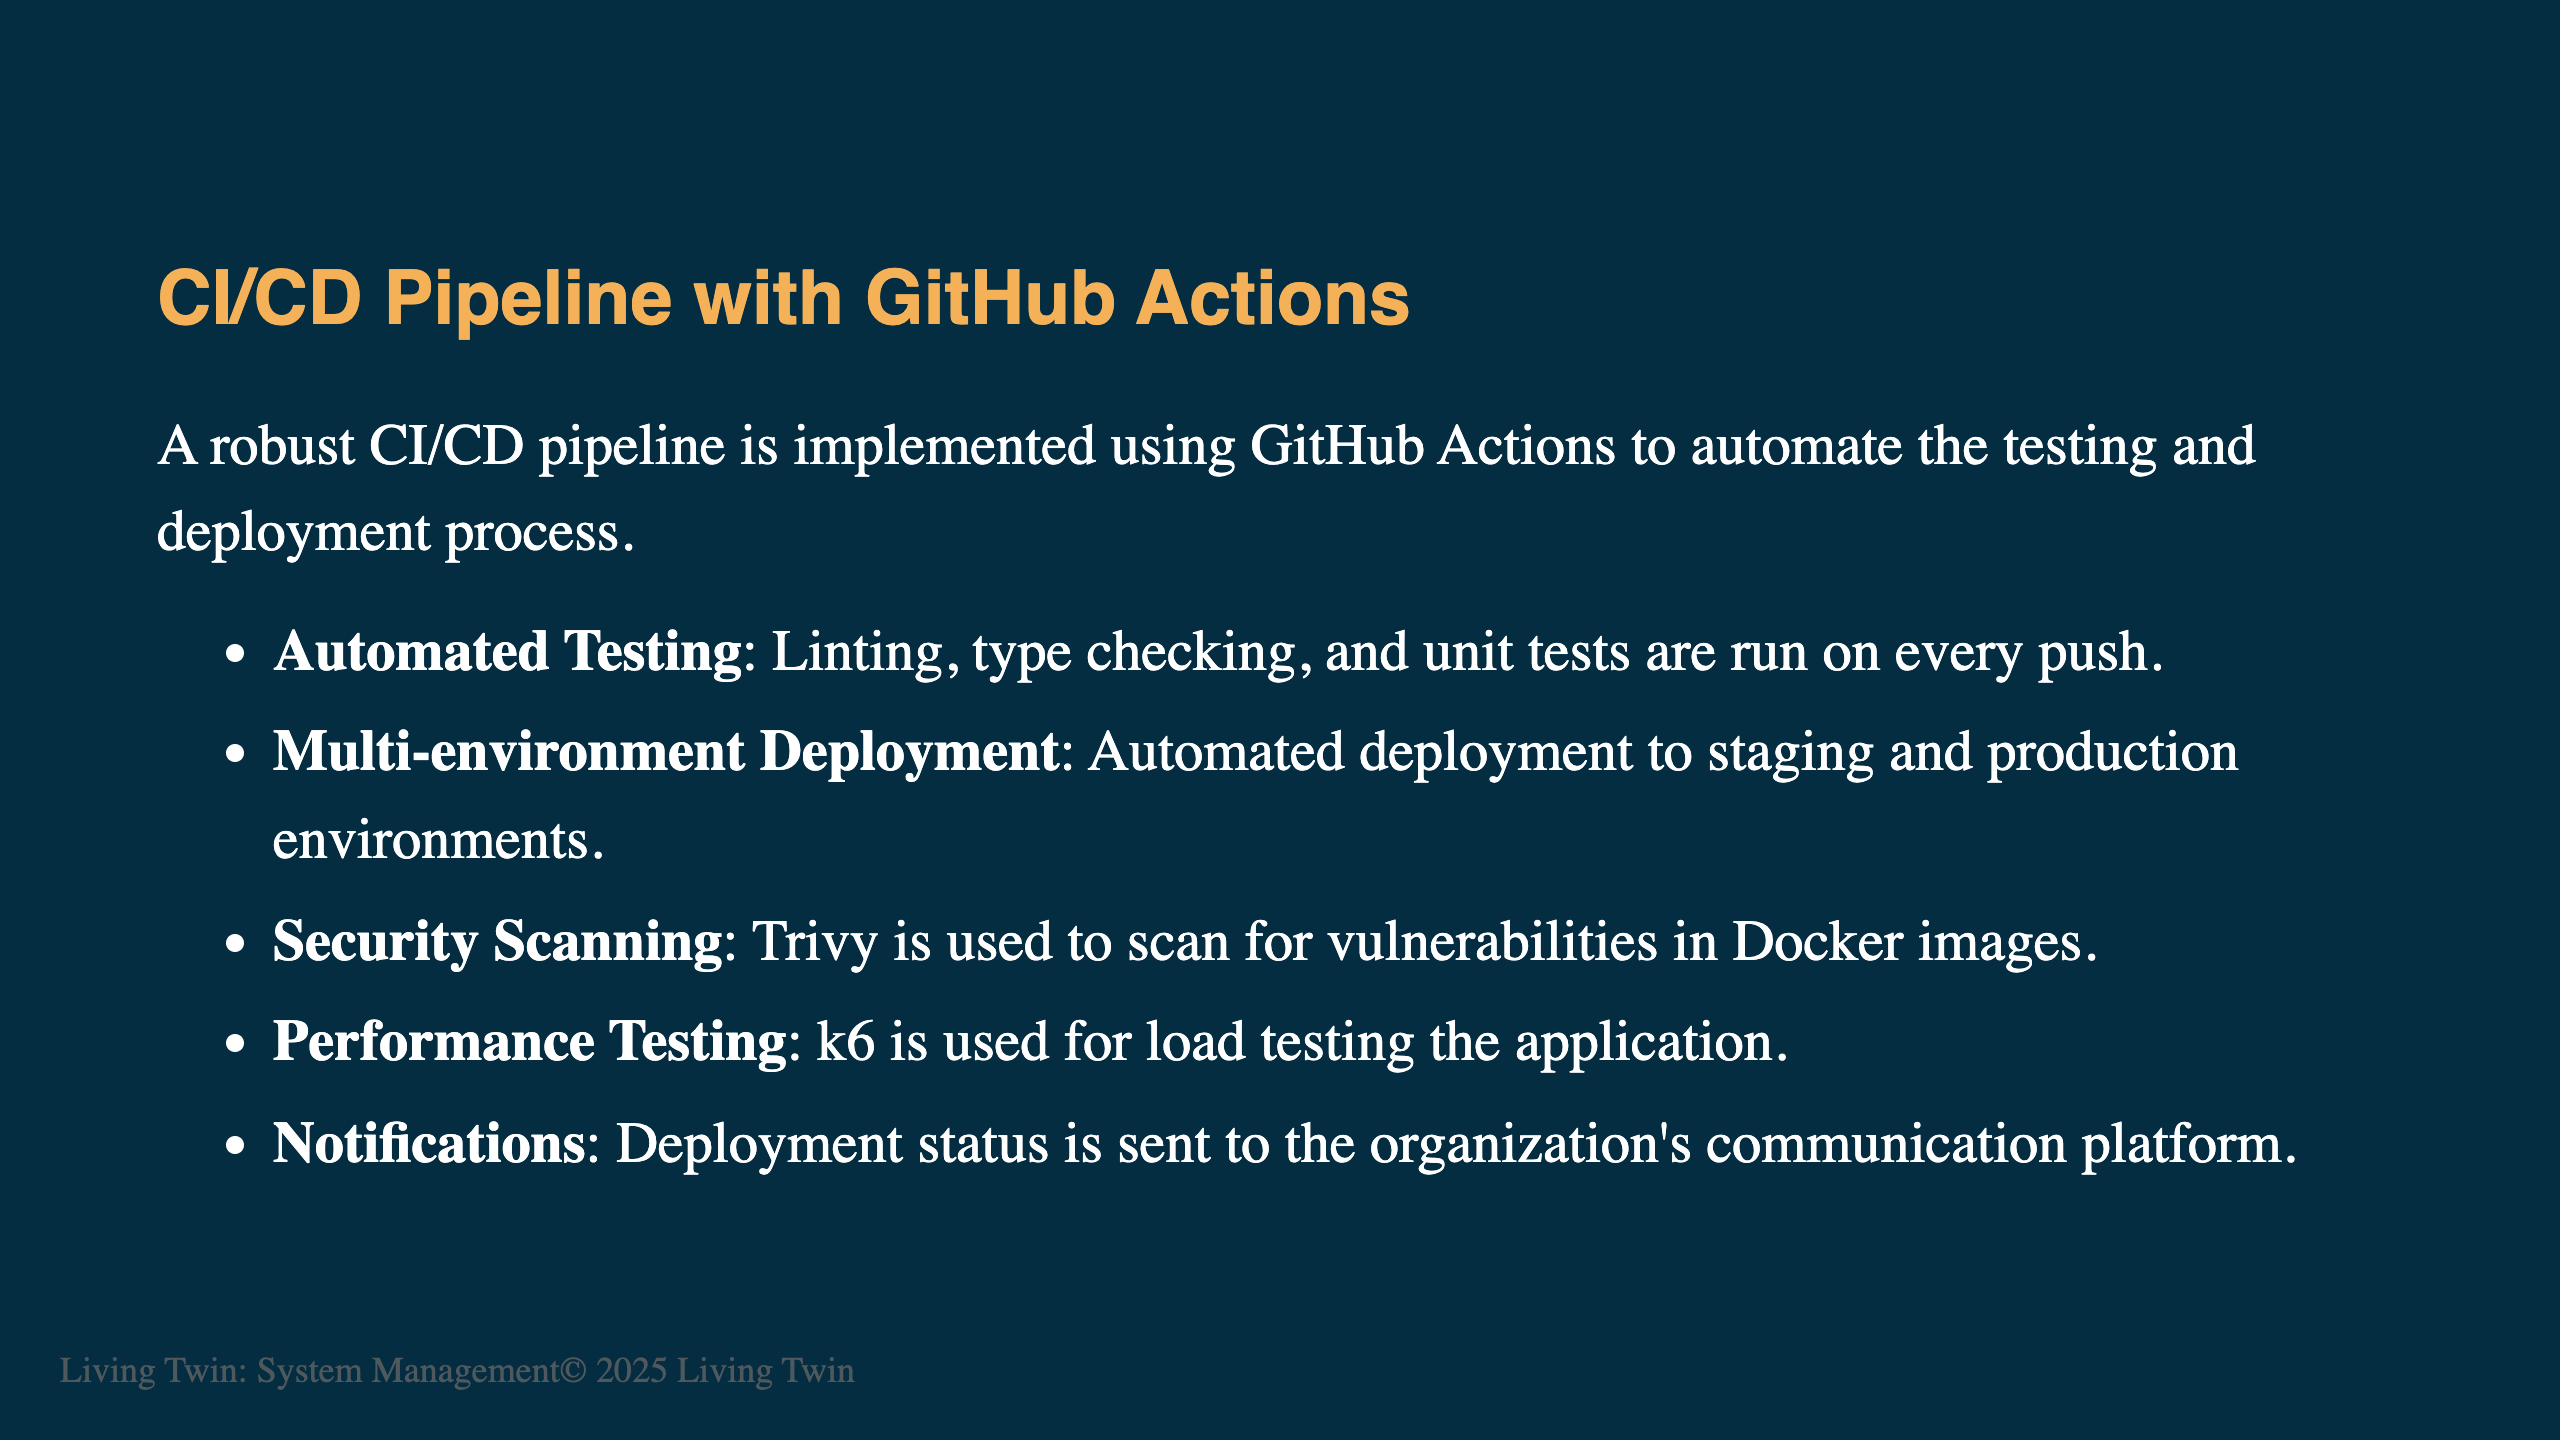 CI/CD Pipeline with GitHub Actions
A robust CI/CD pipeline is implemented using GitHub Actions to automate the testing and
deployment process.
• Automated Testing: Linting, type checking, and unit tests are run on every push.
• Multi-environment Deployment: Automated deployment to staging and production
environments.
• Security Scanning: Trivy is used to scan for vulnerabilities in Docker images.
• Performance Testing: k6 is used for load testing the application.
• Notifications: Deployment status is sent to the organization's communication platform.
Living Twin: System Management© 2025 Living Twin